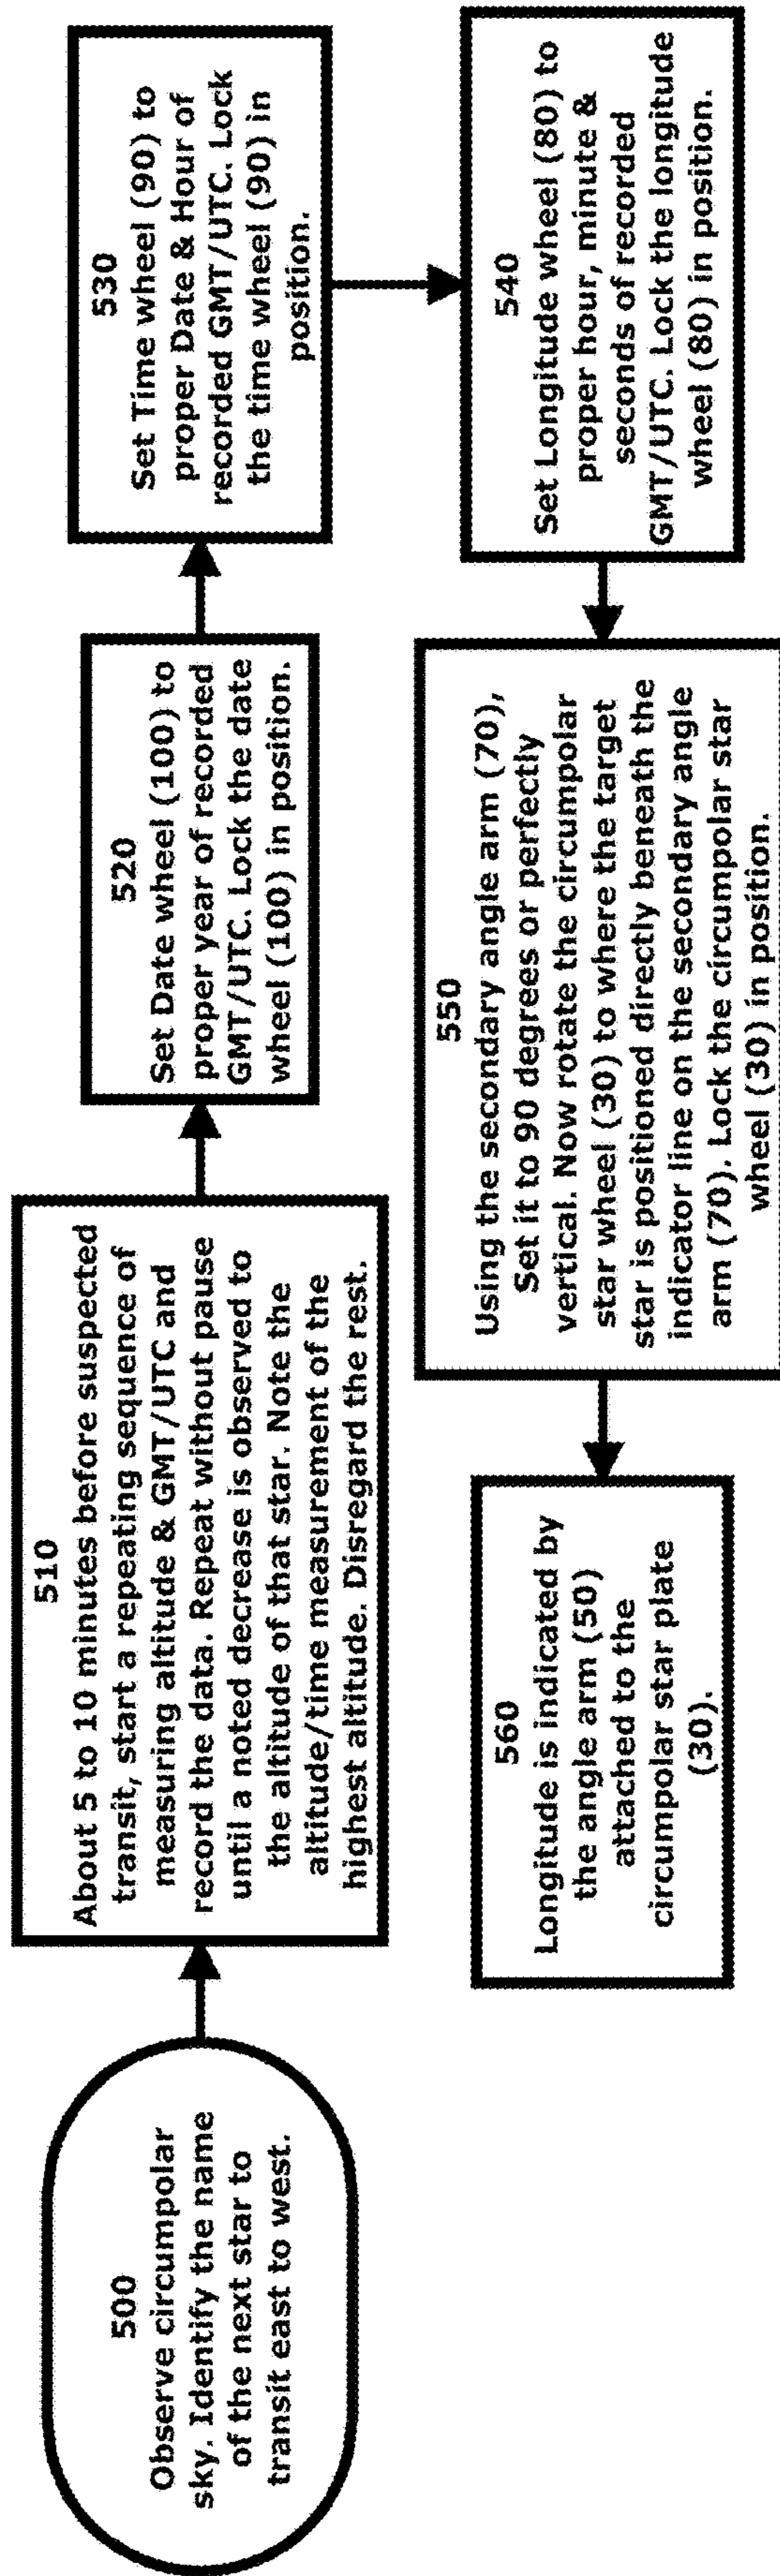 500
Observe circumpolar
sky. Identify the name
of the next star to
transit east to west.
510
About 5 to 10 minutes before suspected
transit, start a repeating sequence of
measuring altitude & GMT/UTC and
record the data. Repeat without pause
until a noted decrease is observed to
the altitude of that star. Note the
altitude/time measurement of the
highest altitude. Disregard the rest.
520
Set Date wheel (100) to
proper year of recorded
GMT/UTC. Lock the date
wheel (100) in position.
530
Set Time wheel (90) to
proper Date & Hour of
recorded GMT/UTC. Lock
the time wheel (90) in
position.
540
Set Longitude wheel (80) to
proper hour, minute &
seconds of recorded
GMT/UTC. Lock the longitude
wheel (80) in position.
550
Using the secondary angle arm (70),
Set it to 90 degrees or perfectly
vertical. Now rotate the circumpolar
star wheel (30) to where the target
star is positioned directly beneath the
indicator line on the secondary angle
arm (70). Lock the circumpolar star
wheel (30) in position.
560
Longitude is indicated by
the angle arm (50)
attached to the
circumpolar star plate
(30).